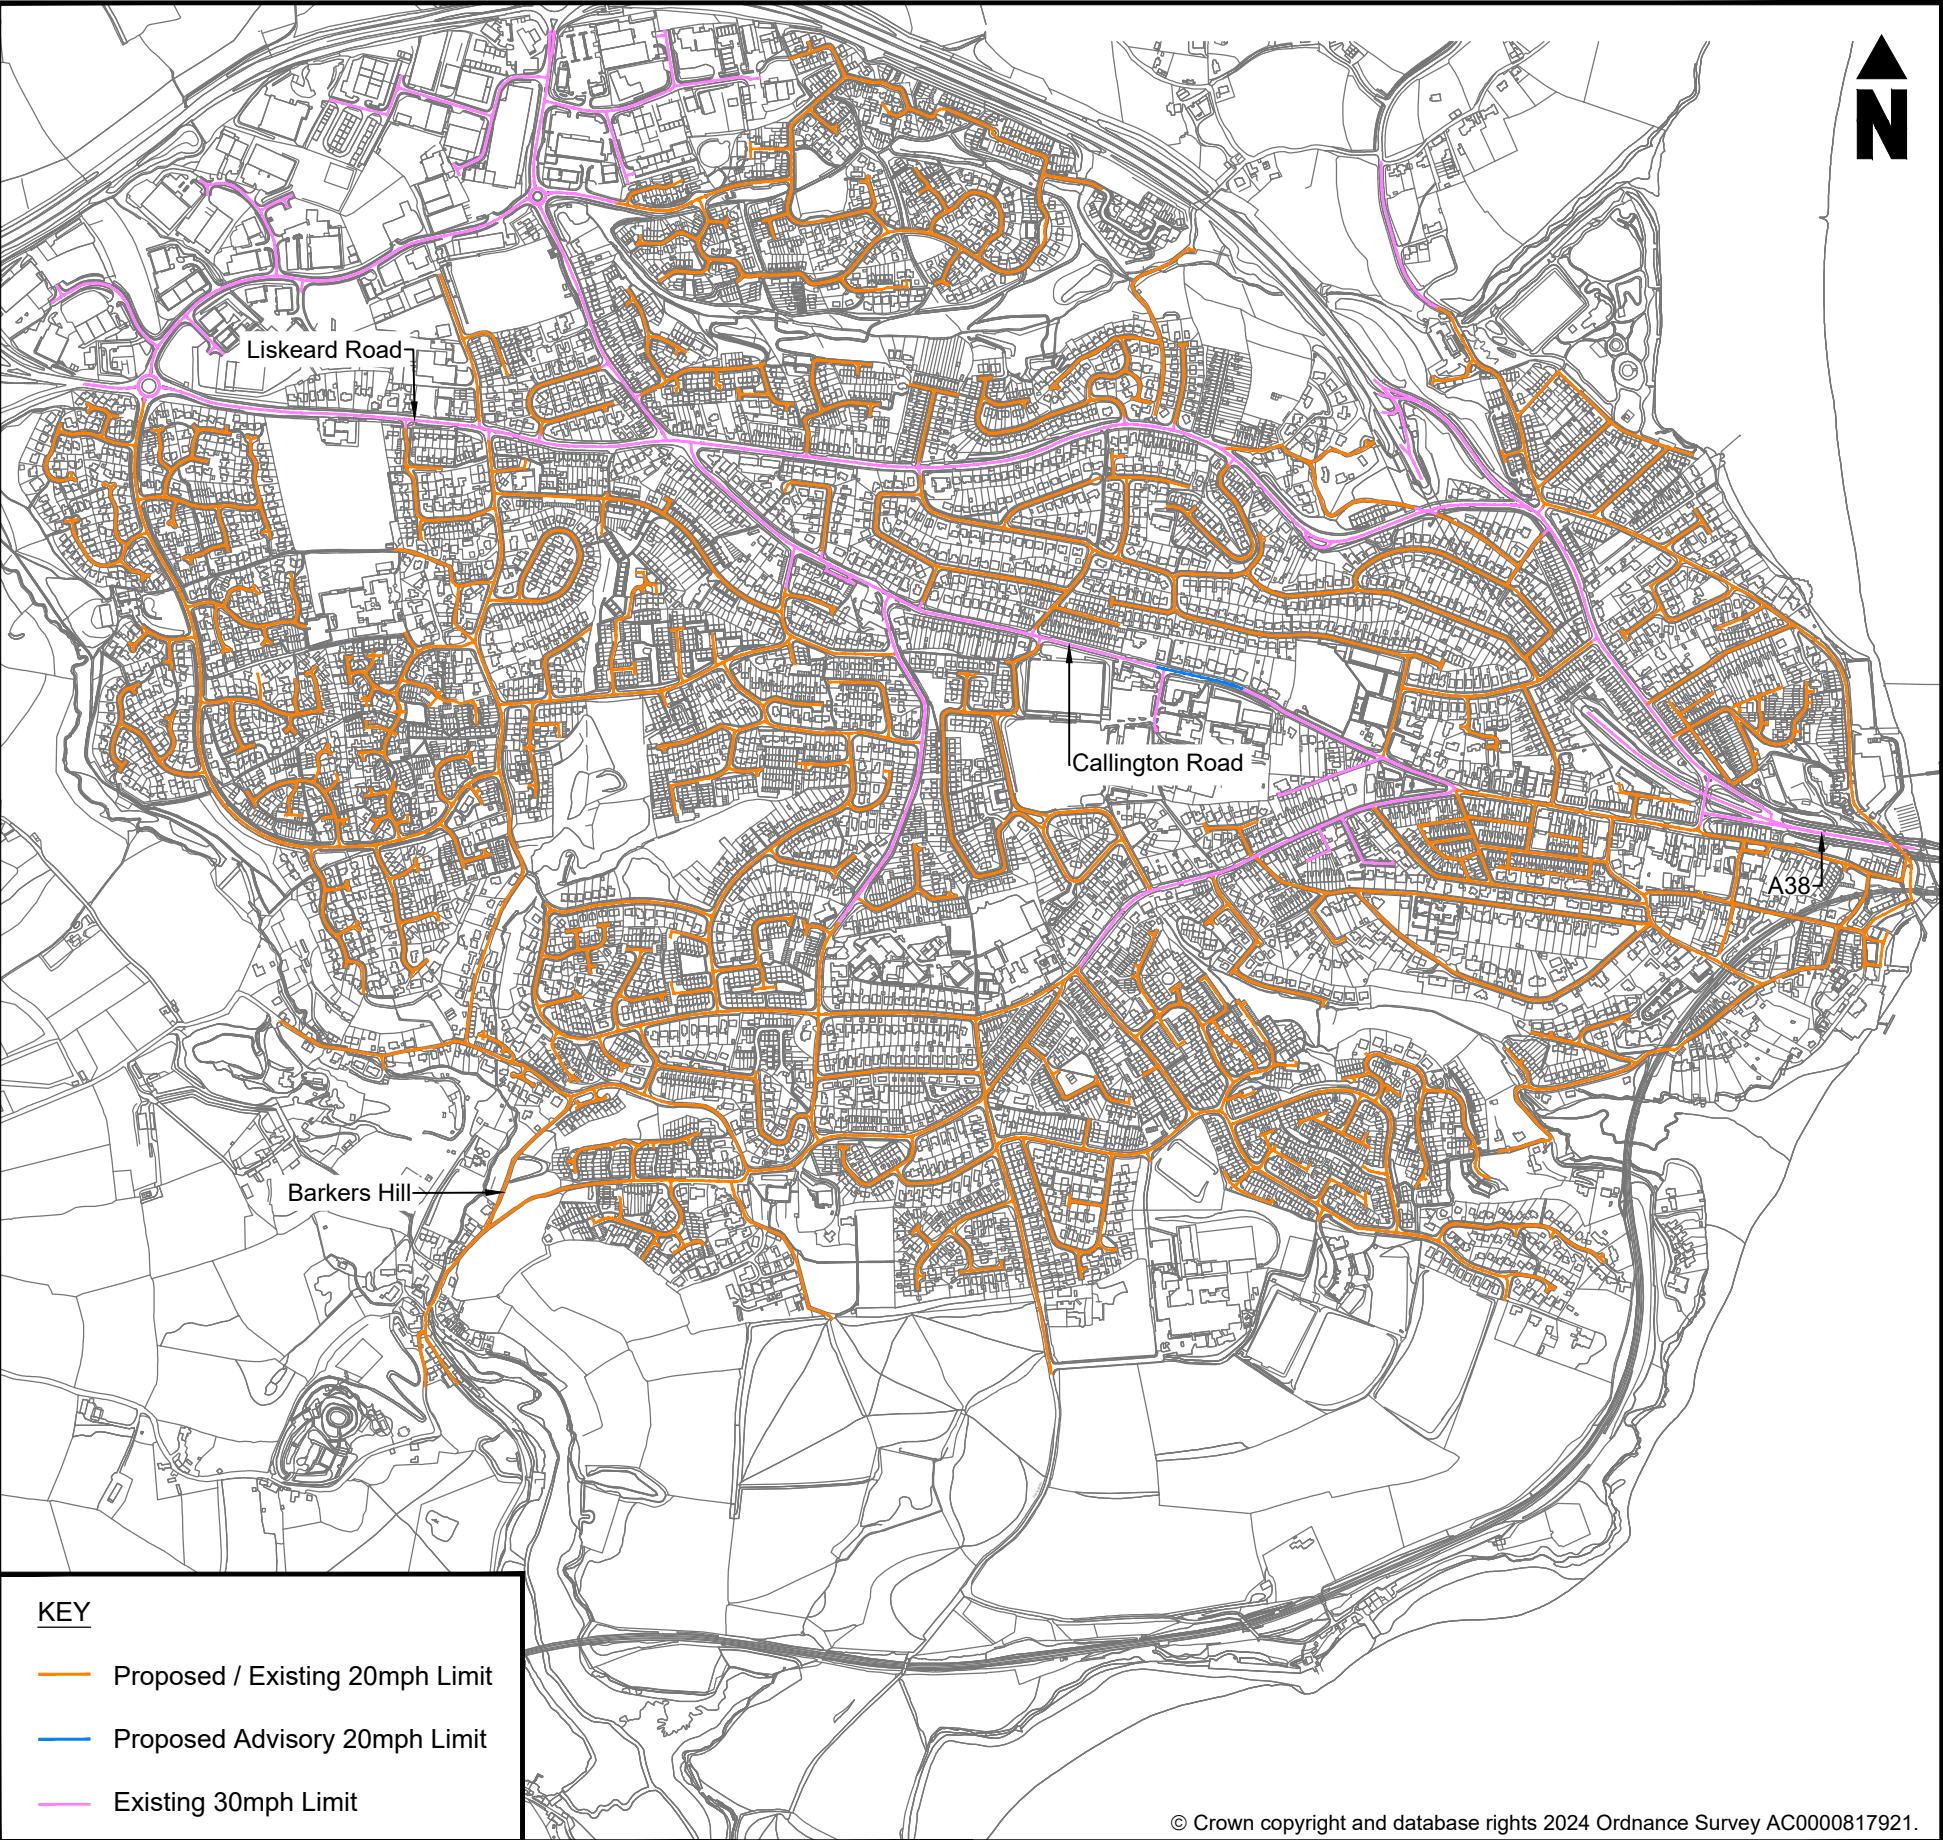 N
Liskeard Road
Callington Road
A38
Barkers Hill
KEY
Proposed / Existing 20mph Limit
Proposed Advisory 20mph Limit
Existing 30mph Limit
© Crown copyright and database rights 2024 Ordnance Survey AC0000817921.